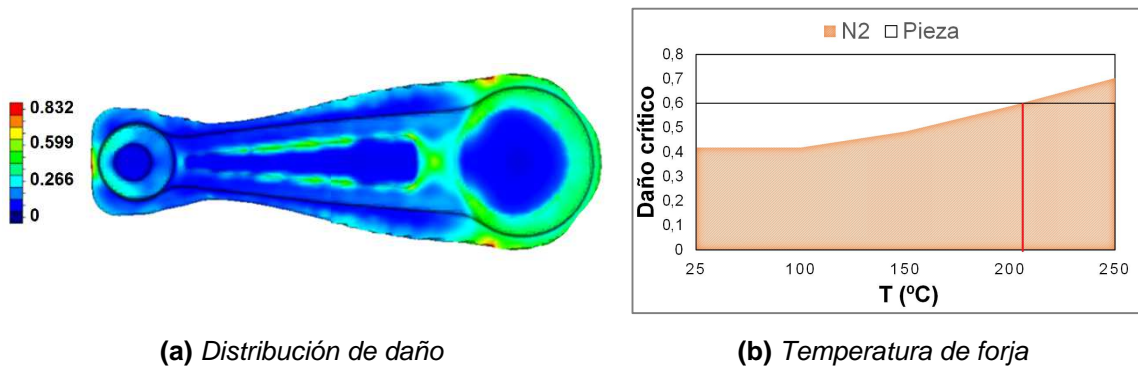 0.832
0.599
0.266
0
N2 Pieza
0,8
0,7
0,6
0,5
0,4
0,3
0,2
0,1
0
Daño crítico
25 100 150 200 250
T (ºC)
(a) Distribución de daño
(b) Temperatura de forja